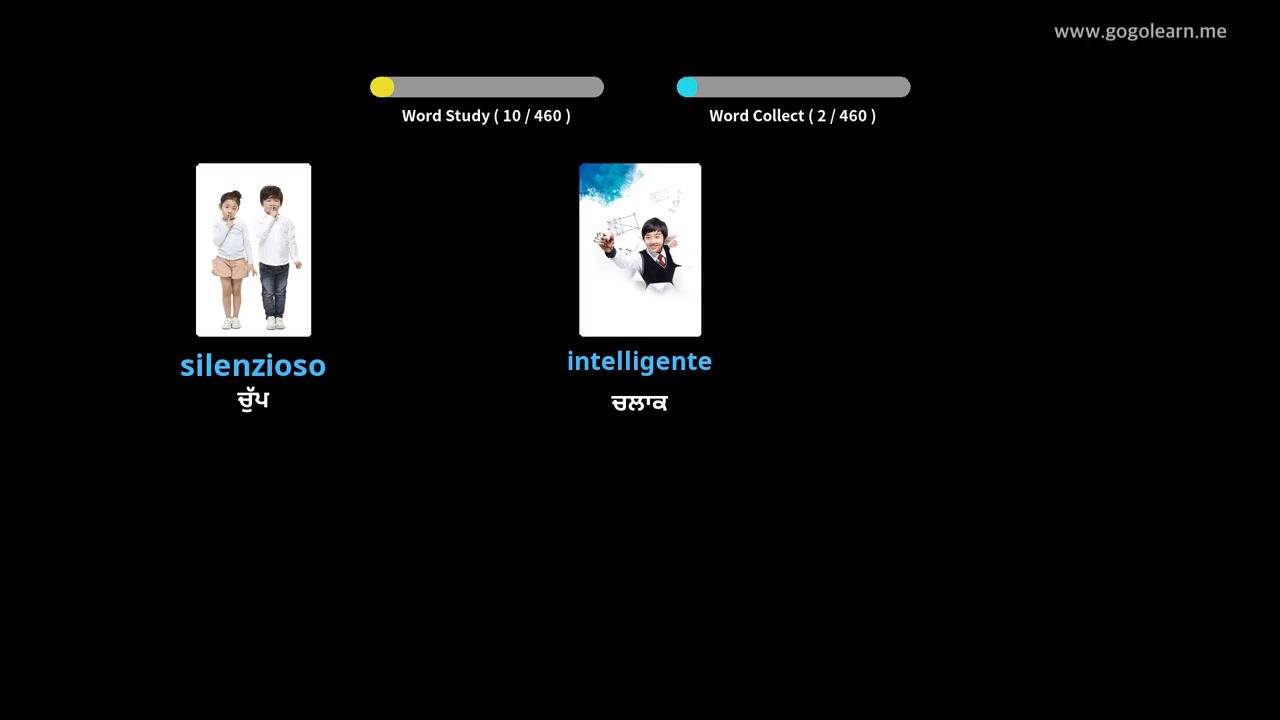 www.gogolearn.me
Word Study ( 10 / 460 )
Word Collect ( 2 / 460 )
silenzioso
ਚੁੱਪ
intelligente
ਚਲਾਕ